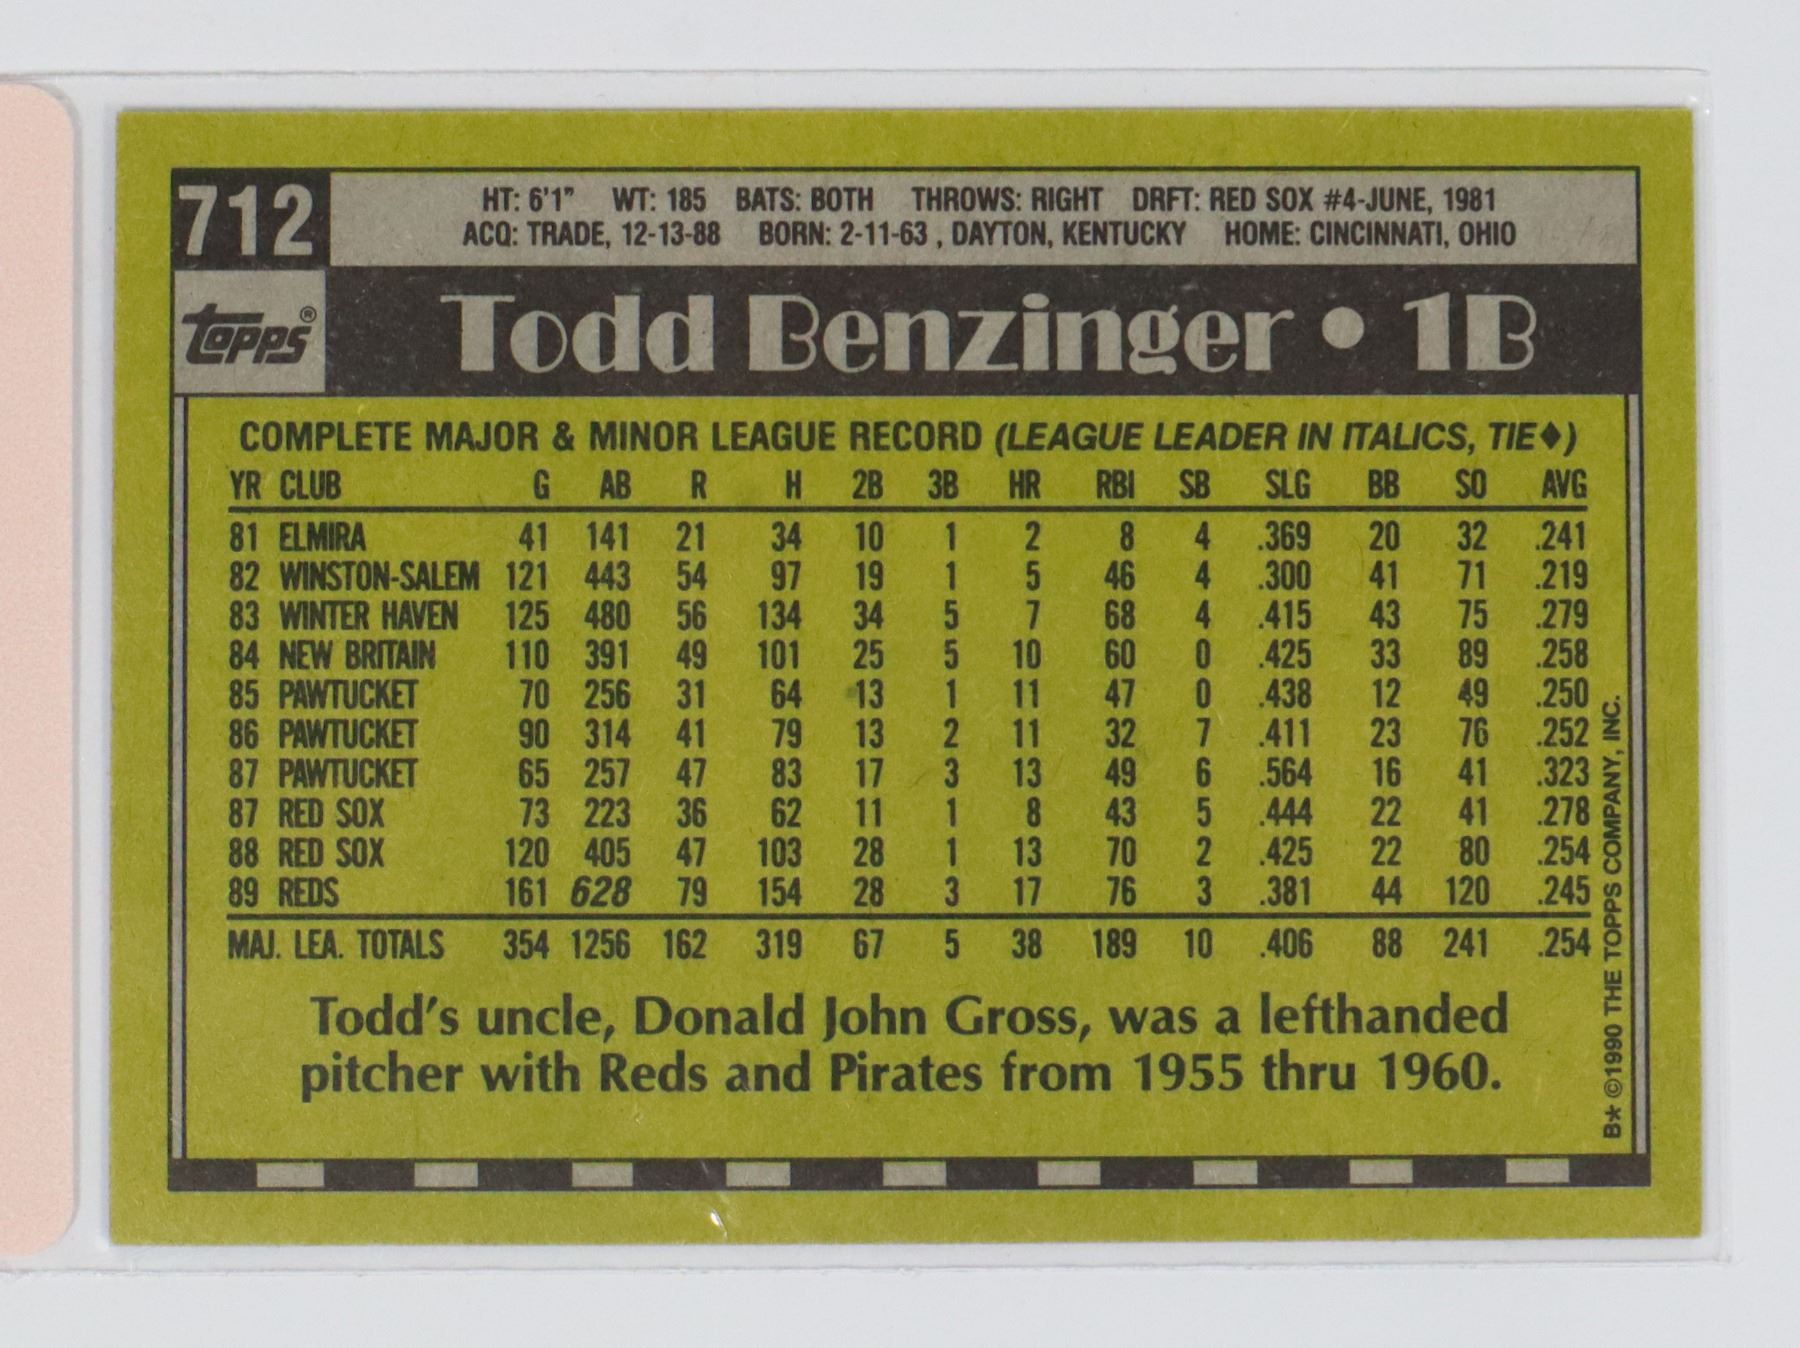 712
HT: 6'1" WT: 185 BATS: BOTH THROWS: RIGHT DRFT: RED SOX #4-JUNE, 1981
ACQ: TRADE, 12-13-88 BORN: 2-11-63 , DAYTON, KENTUCKY HOME: CINCINNATI, OHIO
topps®
Todd Benzinger • 1B
COMPLETE MAJOR & MINOR LEAGUE RECORD (LEAGUE LEADER IN ITALICS, TIE♦)
YR CLUB G AB R H 2B 3B HR RBI SB SLG BB SO AVG
81 ELMIRA 41 141 21 34 10 1 2 8 4 .369 20 32 .241
82 WINSTON-SALEM 121 443 54 97 19 1 5 46 4 .300 41 71 .219
83 WINTER HAVEN 125 480 56 134 34 5 7 68 4 .415 43 75 .279
84 NEW BRITAIN 110 391 49 101 25 5 10 60 0 .425 33 89 .258
85 PAWTUCKET 70 256 31 64 13 1 11 47 0 .438 12 49 .250
86 PAWTUCKET 90 314 41 79 13 2 11 32 7 .411 23 76 .252
87 PAWTUCKET 65 257 47 83 17 3 13 49 6 .564 16 41 .323
87 RED SOX 73 223 36 62 11 1 8 43 5 .444 22 41 .278
88 RED SOX 120 405 47 103 28 1 13 70 2 .425 22 80 .254
89 REDS 161 628 79 154 28 3 17 76 3 .381 44 120 .245
MAJ. LEA. TOTALS 354 1256 162 319 67 5 38 189 10 .406 88 241 .254
Todd's uncle, Donald John Gross, was a lefthanded
pitcher with Reds and Pirates from 1955 thru 1960.
B* ©1990 THE TOPPS COMPANY, INC.